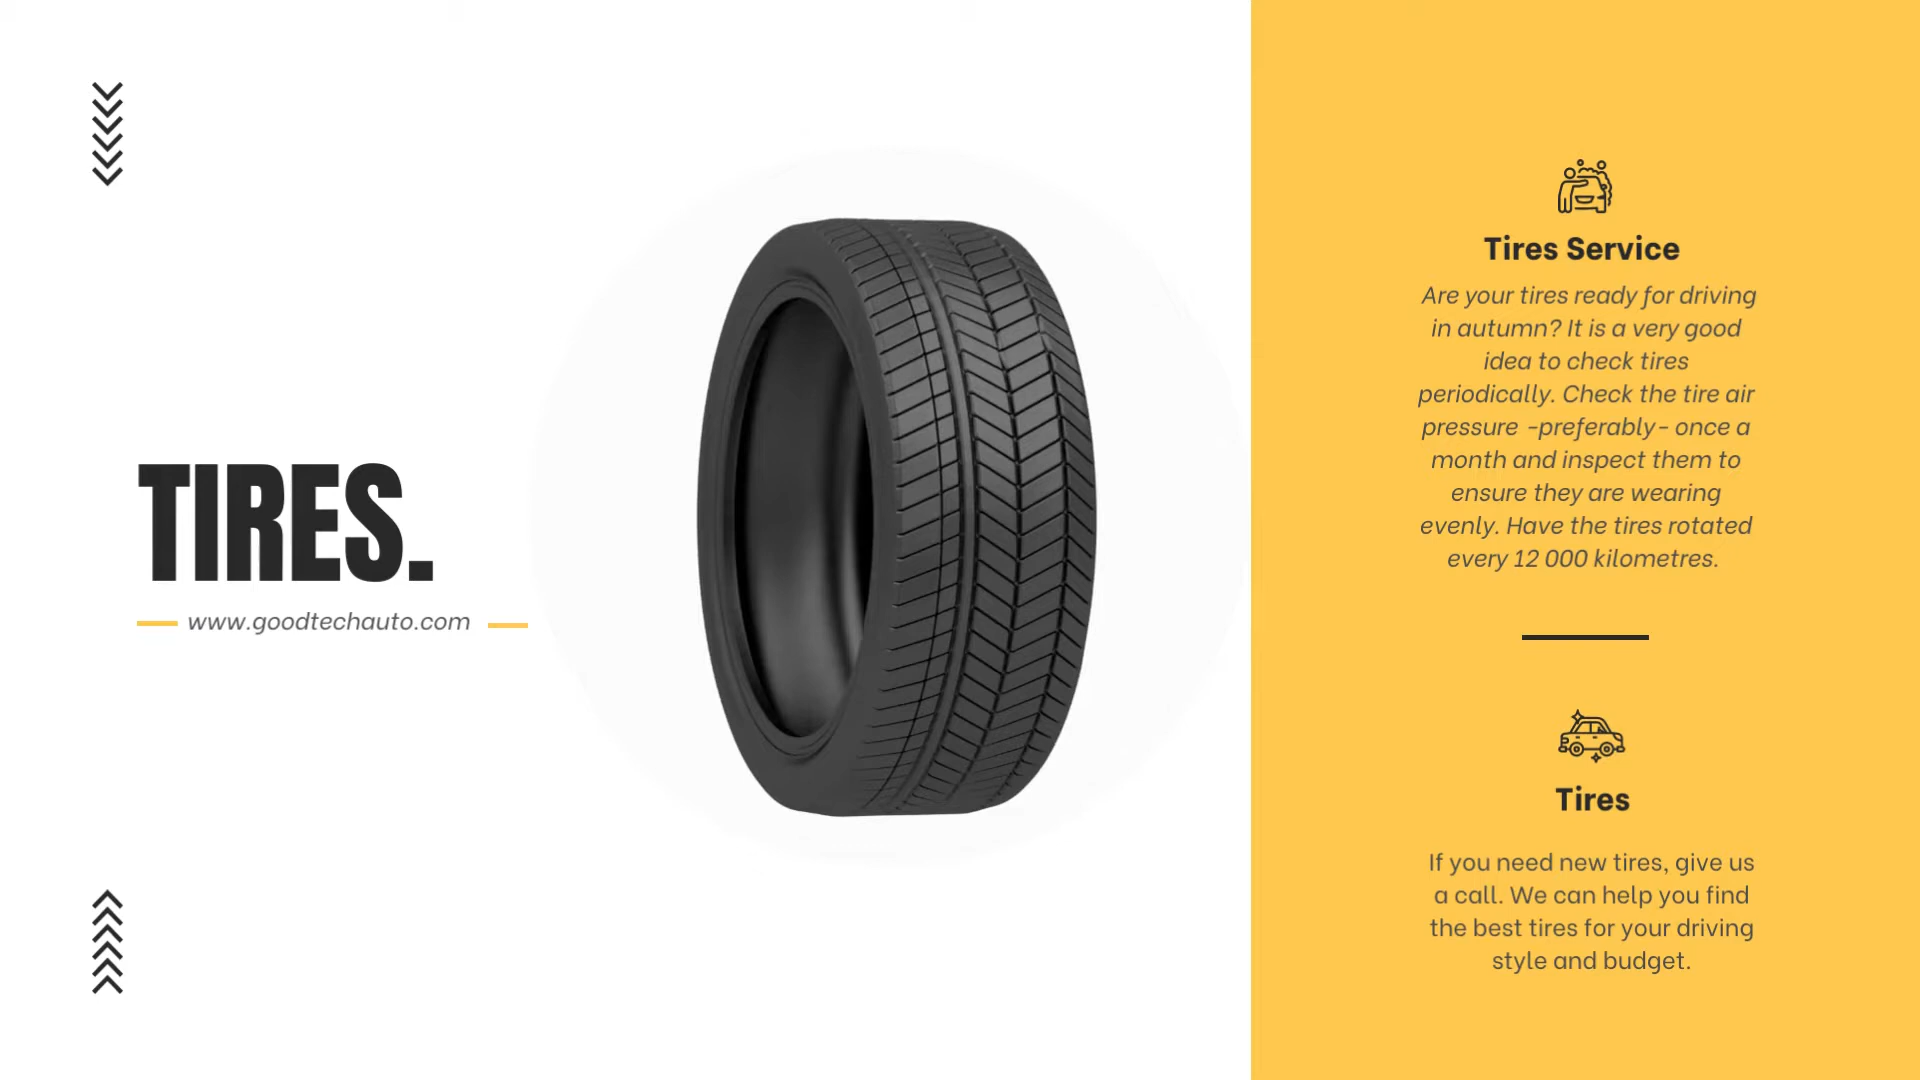 TIRES.
www.goodtechauto.com
Tires Service
Are your tires ready for driving
in autumn? It is a very good
idea to check tires
periodically. Check the tire air
pressure -preferably- once a
month and inspect them to
ensure they are wearing
evenly. Have the tires rotated
every 12 000 kilometres.
Tires
If you need new tires, give us
a call. We can help you find
the best tires for your driving
style and budget.